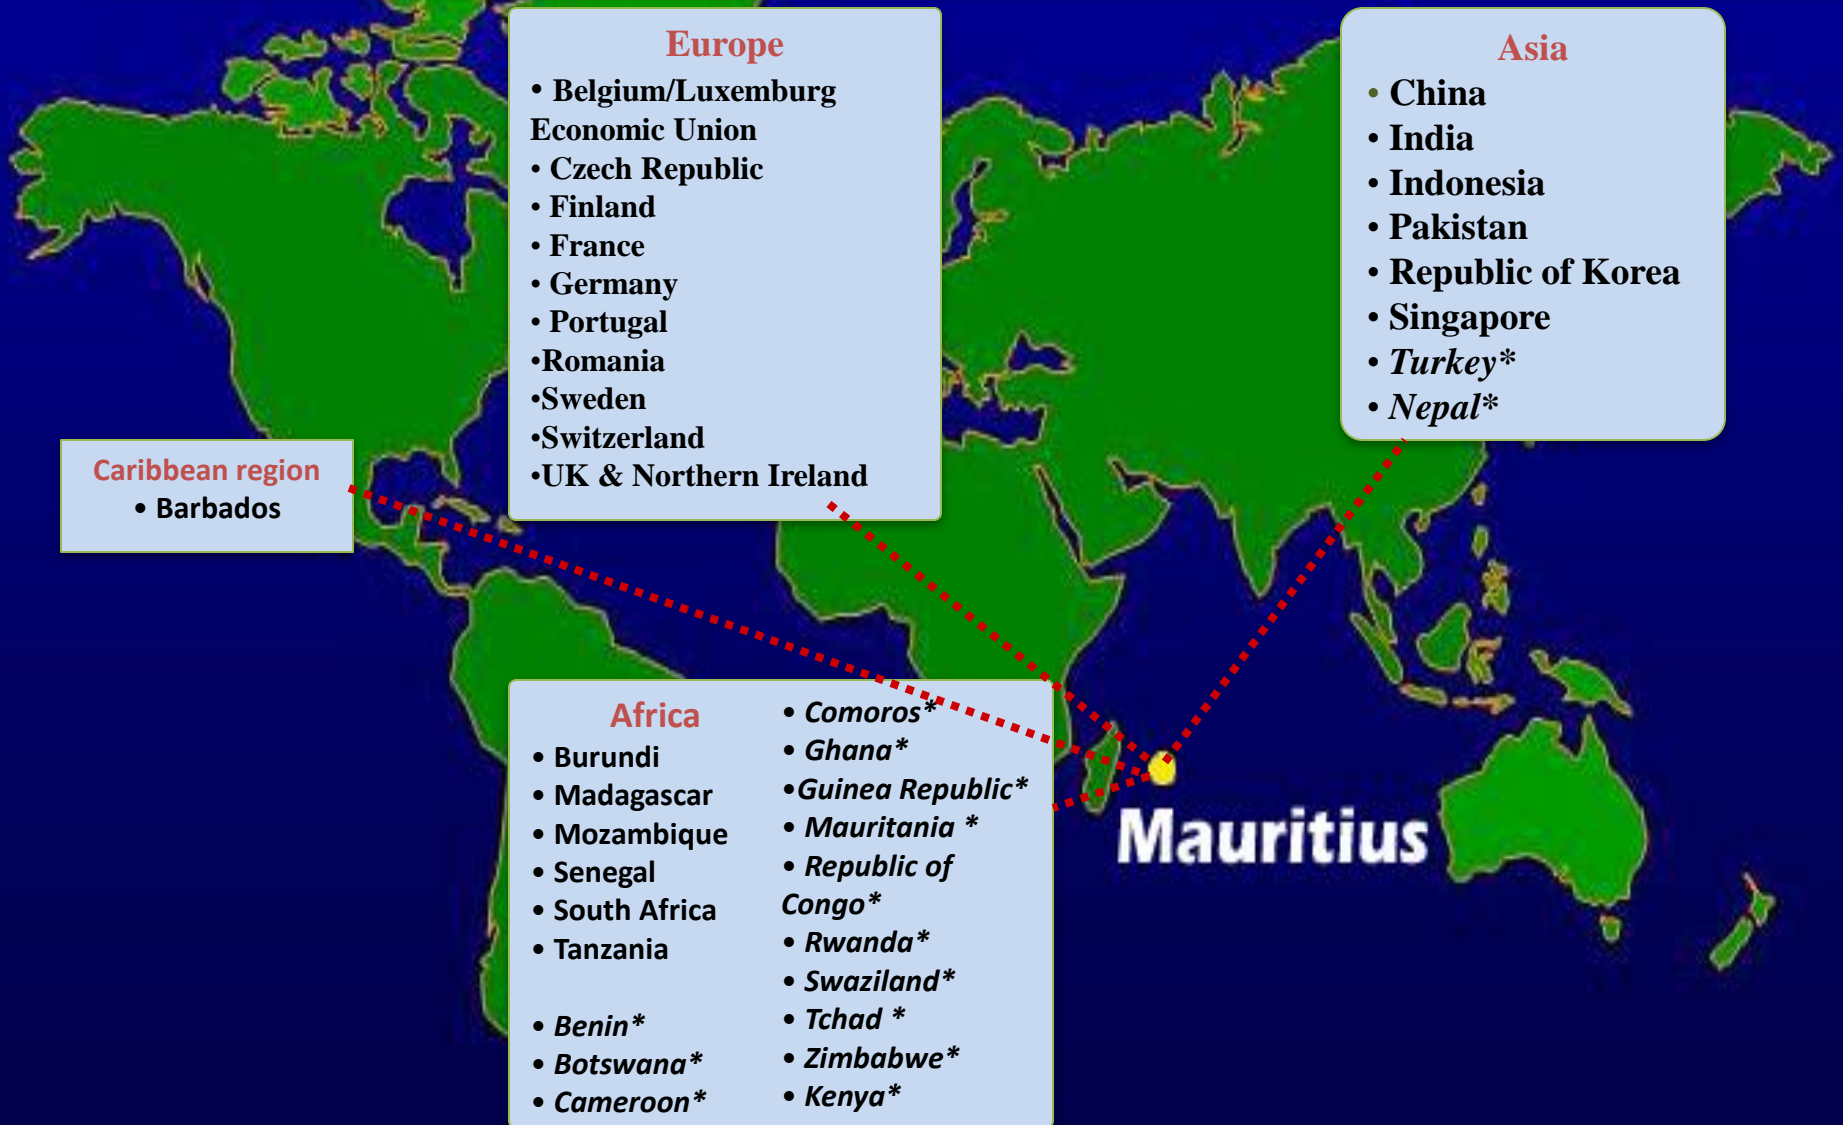 Europe
• Belgium/Luxemburg
Economic Union
• Czech Republic
• Finland
• France
• Germany
• Portugal
•Romania
•Sweden
•Switzerland
•UK & Northern Ireland
Asia
• China
• India
• Indonesia
• Pakistan
• Republic of Korea
• Singapore
• Turkey*
• Nepal*
Caribbean region
• Barbados
Africa
• Burundi
• Madagascar
• Mozambique
• Senegal
• South Africa
• Tanzania
• Benin*
• Botswana*
• Cameroon*
• Comoros*
• Ghana*
•Guinea Republic*
• Mauritania *
• Republic of
Congo*
• Rwanda*
• Swaziland*
• Tchad *
• Zimbabwe*
• Kenya*
Mauritius